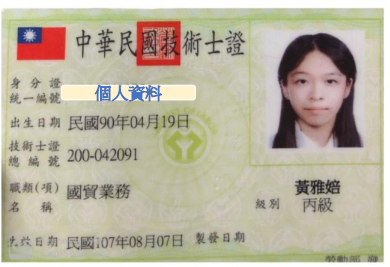 中華民國技術士證
身分證
統一編號 個人資料
出生日期 民國90年04月19日
技術士證
總編號 200-042091
職類(項)
名稱 國貿業務
黃雅婄
級別 丙級
生效日期 民國107年08月07日 製發日期
勞動部